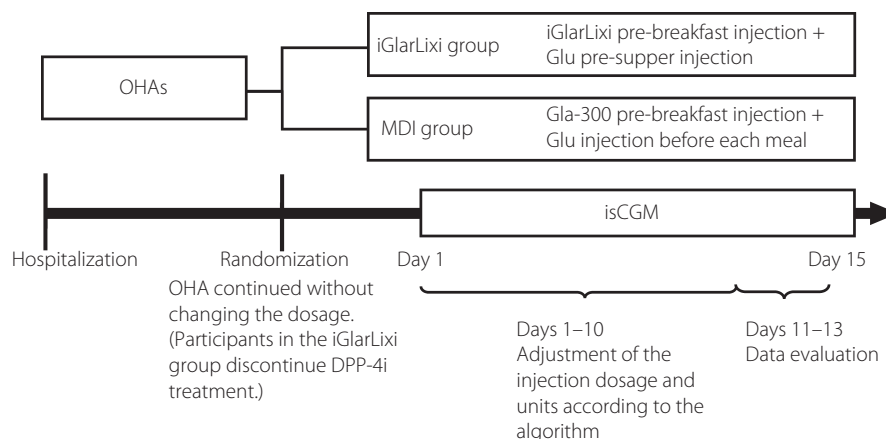 iGlarLixi group
iGlarLixi pre-breakfast injection +
Glu pre-supper injection
OHAs
MDI group
Gla-300 pre-breakfast injection +
Glu injection before each meal
isCGM
Hospitalization
Randomization
Day 1
Day 15
OHA continued without
changing the dosage.
(Participants in the iGlarLixi
group discontinue DPP-4i
treatment.)
Days 1–10
Adjustment of the
injection dosage and
units according to the
algorithm
Days 11–13
Data evaluation